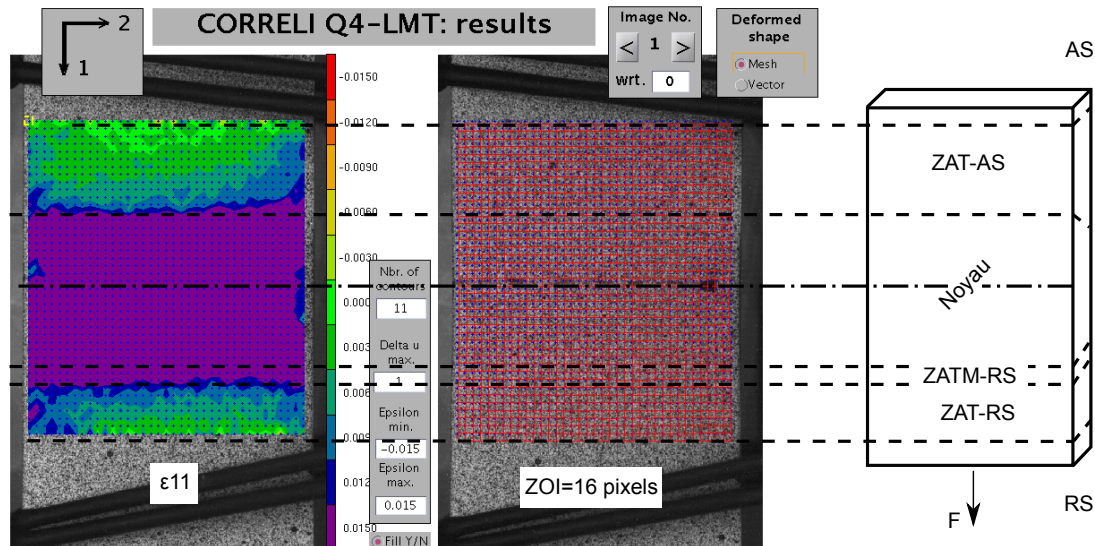 CORRELI Q4-LMT: results
2
1
Image No.
< 1 >
wrt. 0
Deformed
shape
Mesh
Vector
AS
-0.0150
-0.0120
-0.0090
-0.0060
-0.0030
0.000
0.003
0.006
0.009
0.012
0.0150
Nbr. of
contours
11
Delta u
max.
1
Epsilon
min.
-0.015
Epsilon
max.
0.015
Fill Y/N
ε11
ZOI=16 pixels
ZAT-AS
Noyau
ZATM-RS
ZAT-RS
F
RS